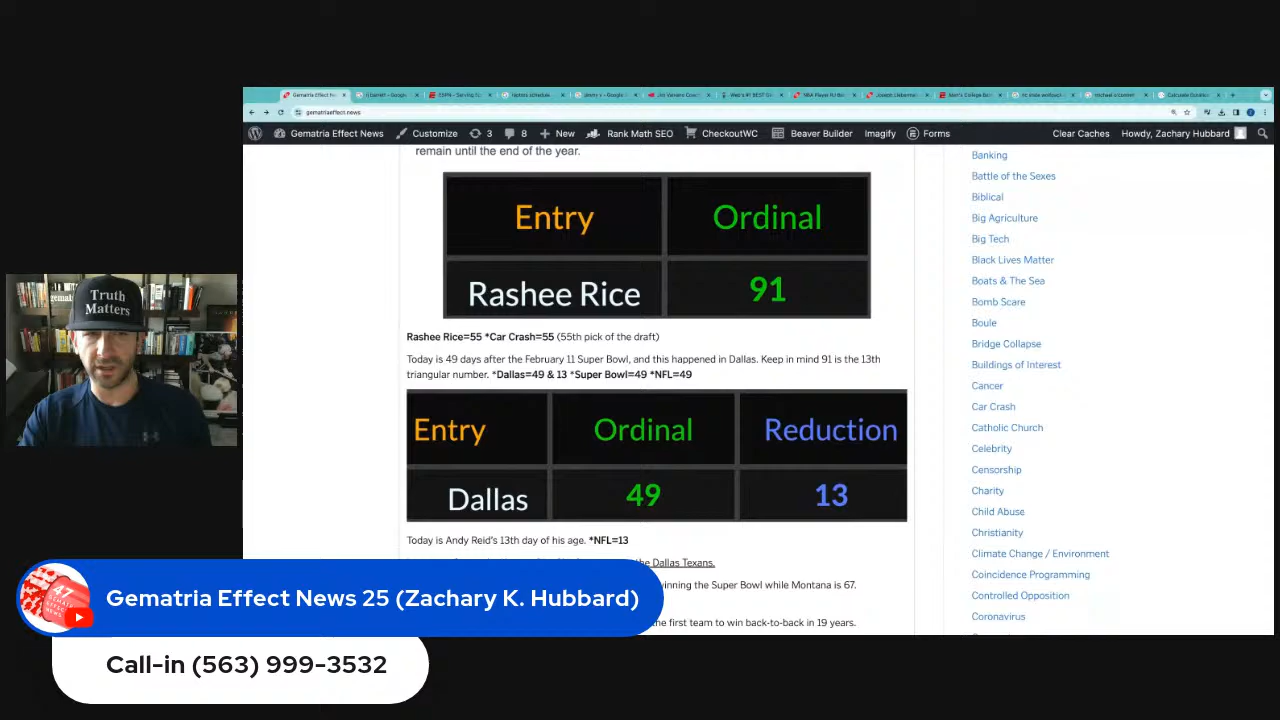 gematriaeffect.news
Gematria Effect News
Customize
3
8
New
Rank Math SEO
CheckoutWC
Beaver Builder
Imagify
Forms
Clear Caches
Howdy, Zachary Hubbard
remain until the end of the year.
Entry Ordinal
Rashee Rice 91
Rashee Rice=55 *Car Crash=55 (55th pick of the draft)
Today is 49 days after the February 11 Super Bowl, and this happened in Dallas. Keep in mind 91 is the 13th
triangular number. *Dallas=49 & 13 *Super Bowl=49 *NFL=49
Entry Ordinal Reduction
Dallas 49 13
Today is Andy Reid's 13th day of his age. *NFL=13
the Dallas Texans.
winning the Super Bowl while Montana is 67.
the first team to win back-to-back in 19 years.
Banking
Battle of the Sexes
Biblical
Big Agriculture
Big Tech
Black Lives Matter
Boats & The Sea
Bomb Scare
Boule
Bridge Collapse
Buildings of Interest
Cancer
Car Crash
Catholic Church
Celebrity
Censorship
Charity
Child Abuse
Christianity
Climate Change / Environment
Coincidence Programming
Controlled Opposition
Coronavirus
Truth
Matters
47
Gematria Effect News 25 (Zachary K. Hubbard)
Call-in (563) 999-3532